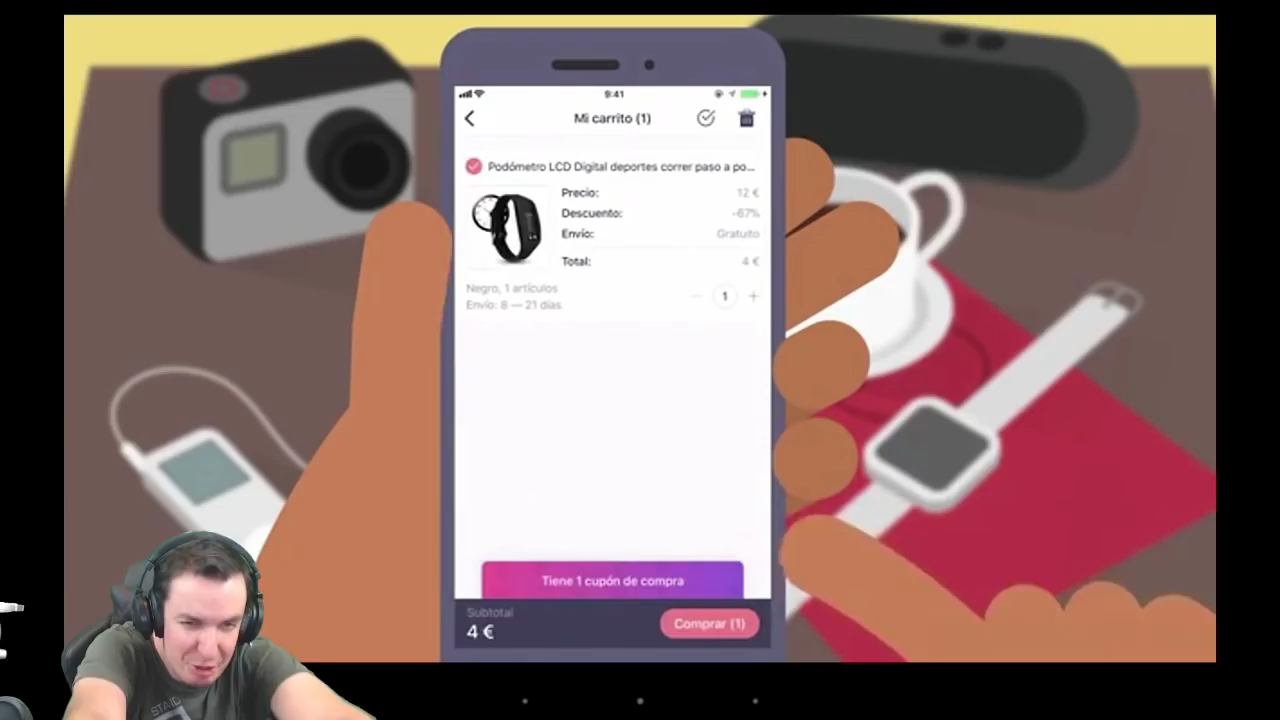 9:41
Mi carrito (1)
Podómetro LCD Digital deportes correr paso a po...
Precio: 12 €
Descuento: -67%
Envío: Gratuito
Total: 4 €
Negro, 1 artículos
Envío: 8 — 21 días
1
Tiene 1 cupón de compra
Subtotal
4 €
Comprar (1)